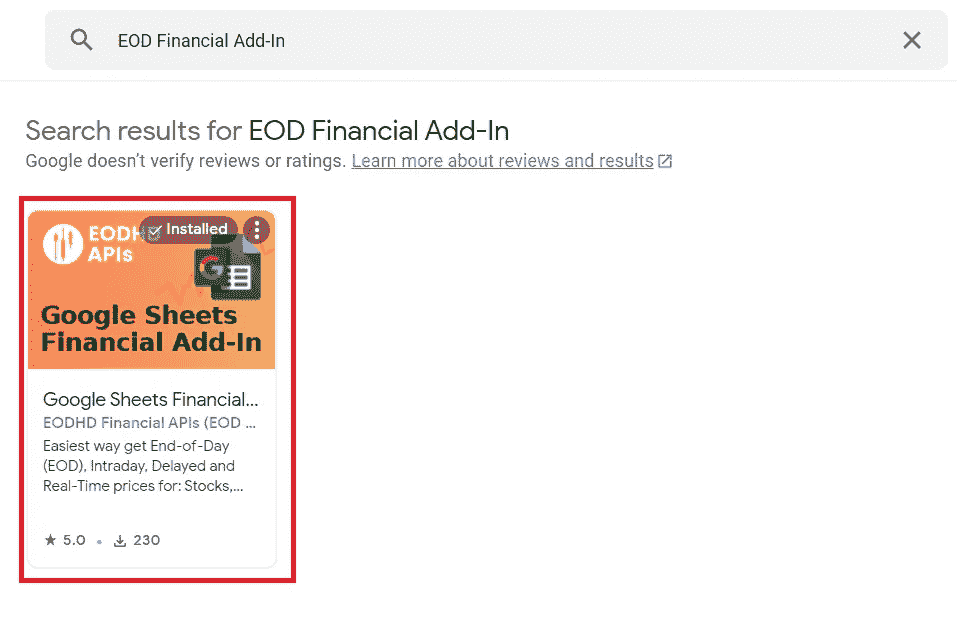 EOD Financial Add-In
Search results for EOD Financial Add-In
Google doesn't verify reviews or ratings. Learn more about reviews and results
Installed
APIs
Google Sheets
Financial Add-In
Google Sheets Financial...
EODHD Financial APIs (EOD ...
Easiest way get End-of-Day
(EOD), Intraday, Delayed and
Real-Time prices for: Stocks,...
5.0 • 230